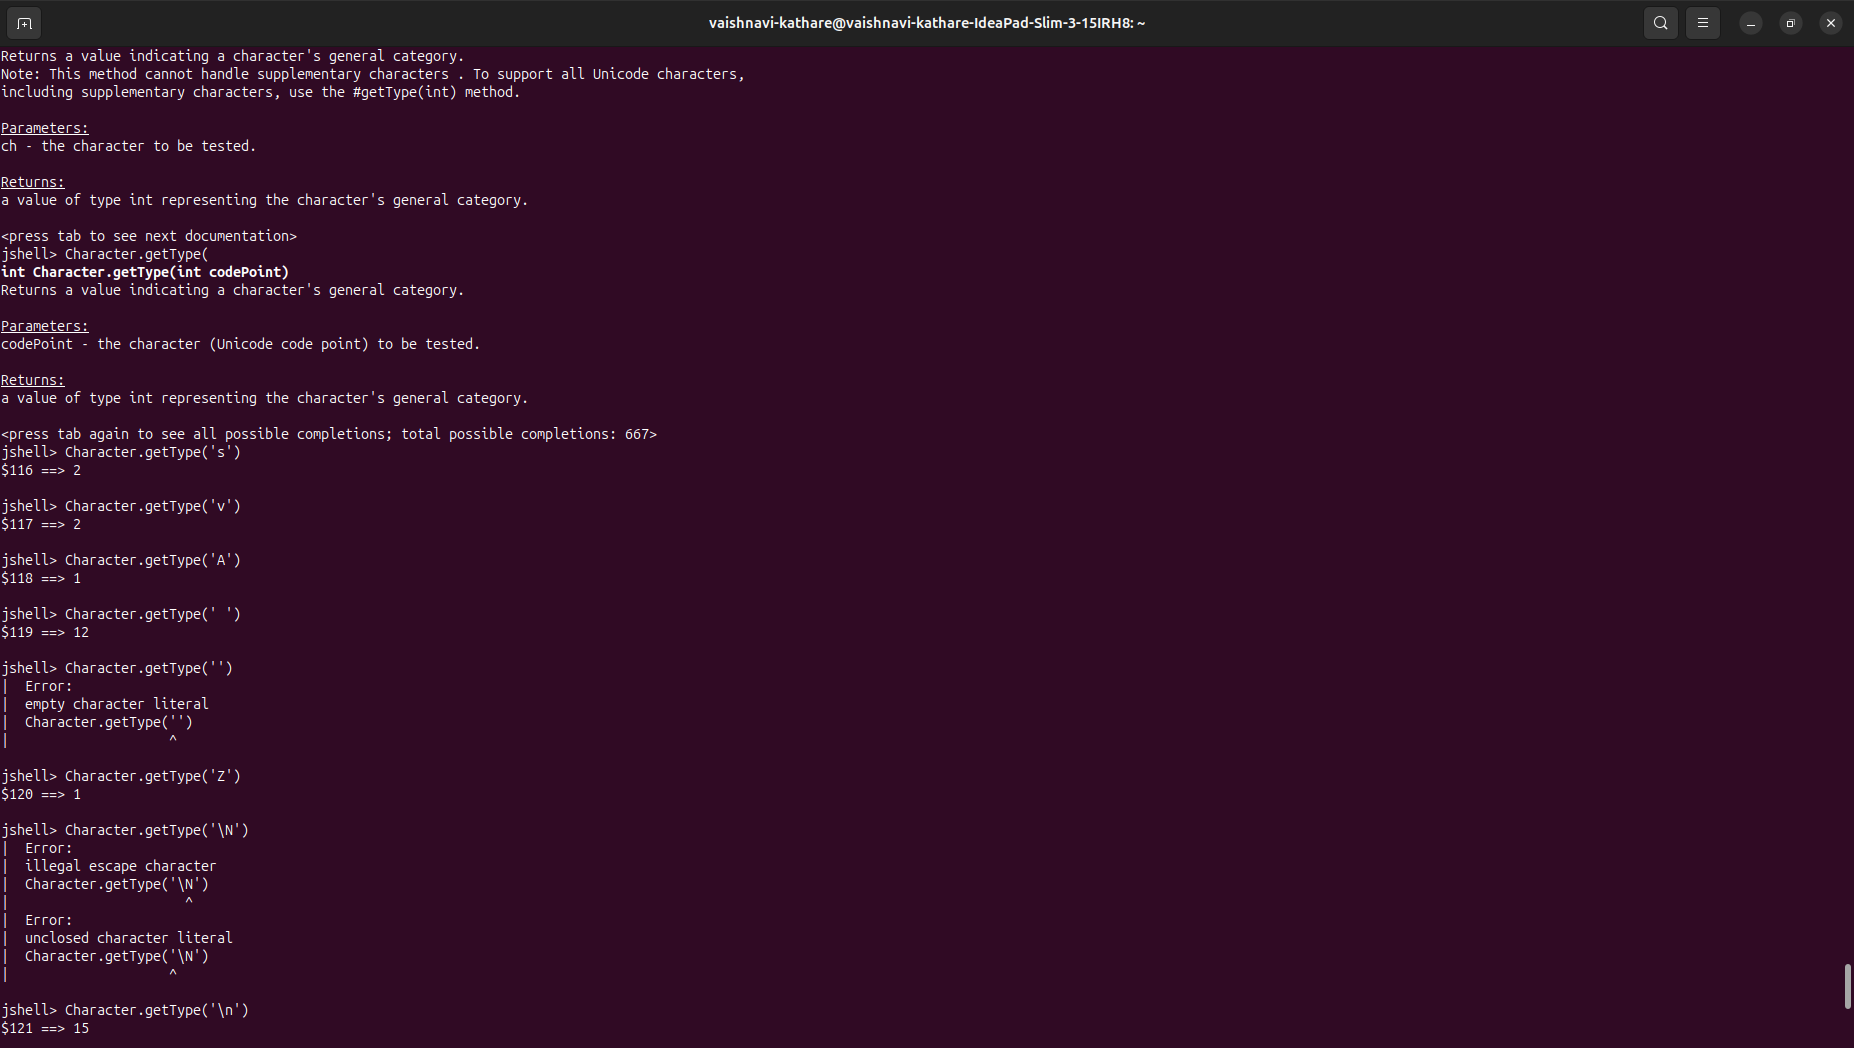 vaishnavi-kathare@vaishnavi-kathare-IdeaPad-Slim-3-15IRH8: ~
Returns a value indicating a character's general category.
Note: This method cannot handle supplementary characters . To support all Unicode characters,
including supplementary characters, use the #getType(int) method.
Parameters:
ch - the character to be tested.
Returns:
a value of type int representing the character's general category.
<press tab to see next documentation>
jshell> Character.getType(
int Character.getType(int codePoint)
Returns a value indicating a character's general category.
Parameters:
codePoint - the character (Unicode code point) to be tested.
Returns:
a value of type int representing the character's general category.
<press tab again to see all possible completions; total possible completions: 667>
jshell> Character.getType('s')
$116 ==> 2
jshell> Character.getType('v')
$117 ==> 2
jshell> Character.getType('A')
$118 ==> 1
jshell> Character.getType(' ')
$119 ==> 12
jshell> Character.getType('')
|  Error:
|  empty character literal
|  Character.getType('')
|                    ^
jshell> Character.getType('Z')
$120 ==> 1
jshell> Character.getType('\N')
|  Error:
|  illegal escape character
|  Character.getType('\N')
|                      ^
|  Error:
|  unclosed character literal
|  Character.getType('\N')
|                    ^
jshell> Character.getType('\n')
$121 ==> 15